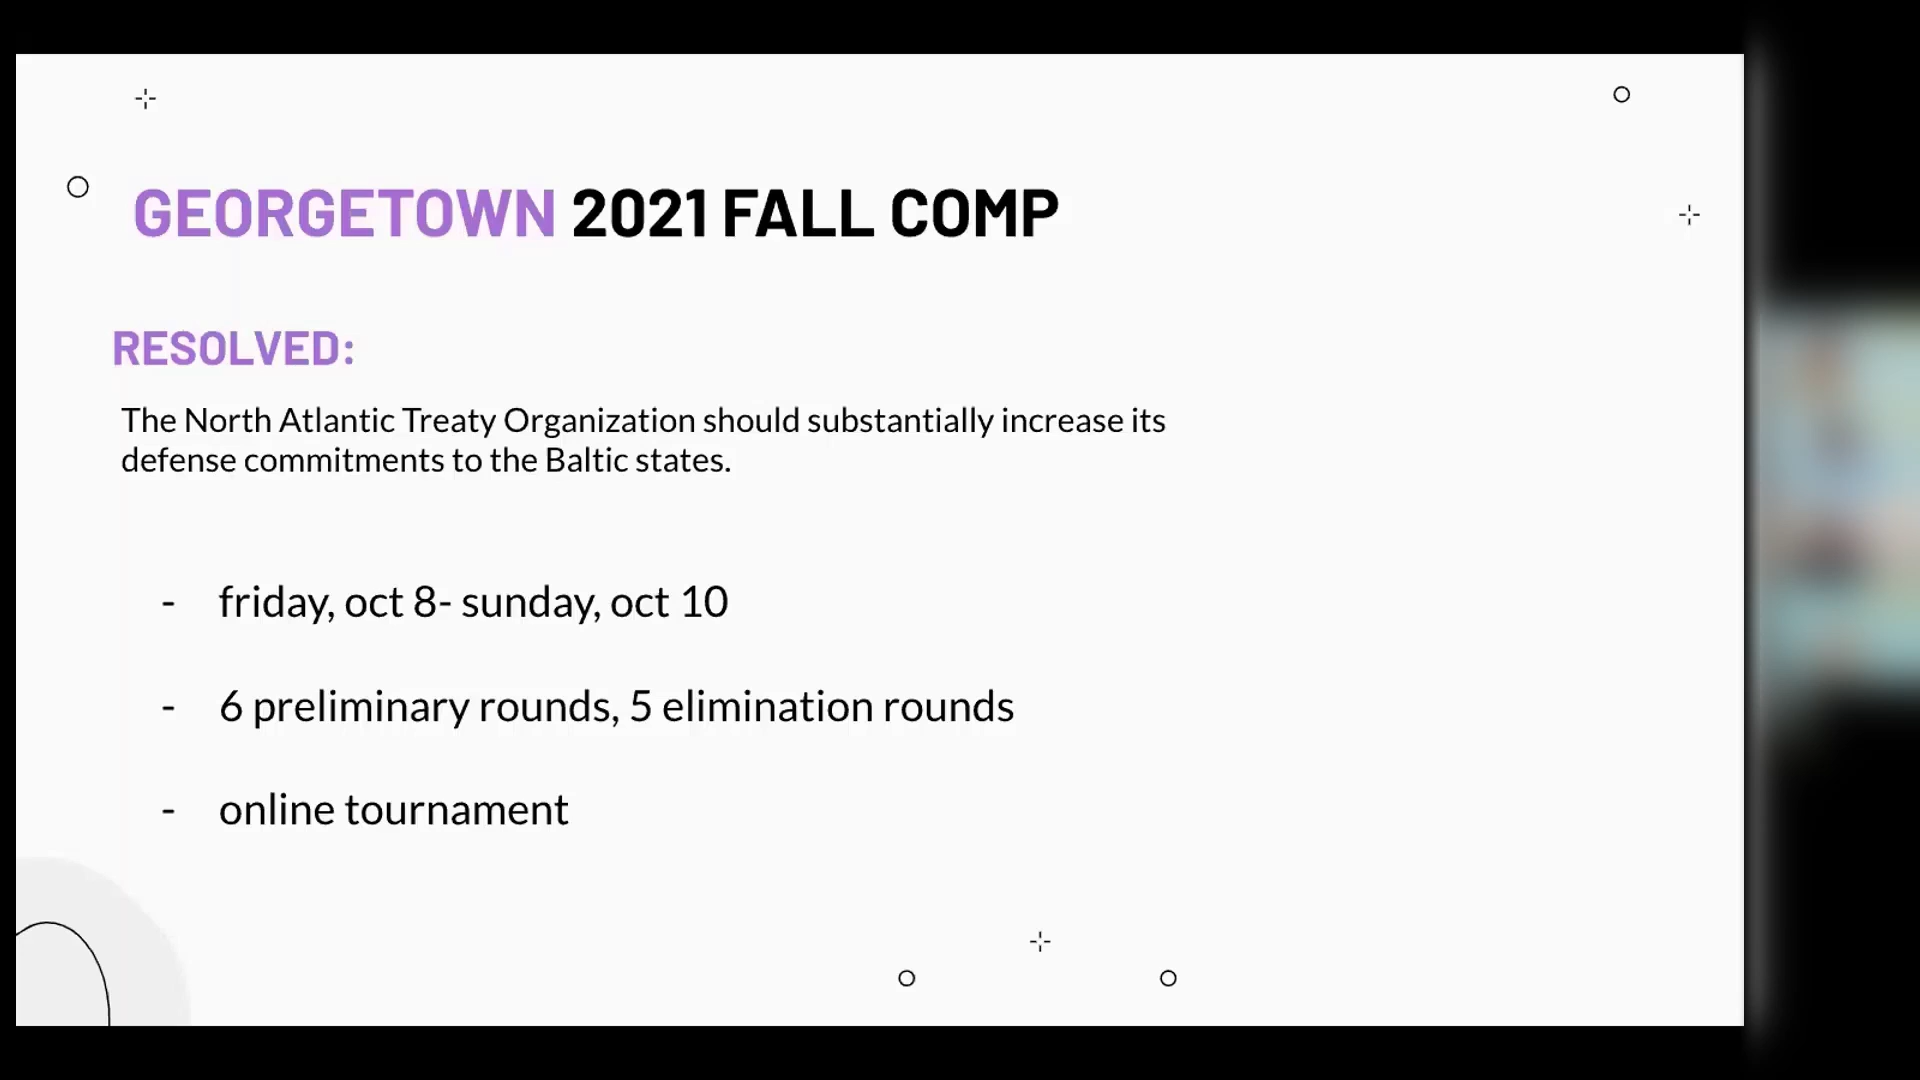 GEORGETOWN 2021 FALL COMP
RESOLVED:
The North Atlantic Treaty Organization should substantially increase its
defense commitments to the Baltic states.
- friday, oct 8- sunday, oct 10
- 6 preliminary rounds, 5 elimination rounds
- online tournament